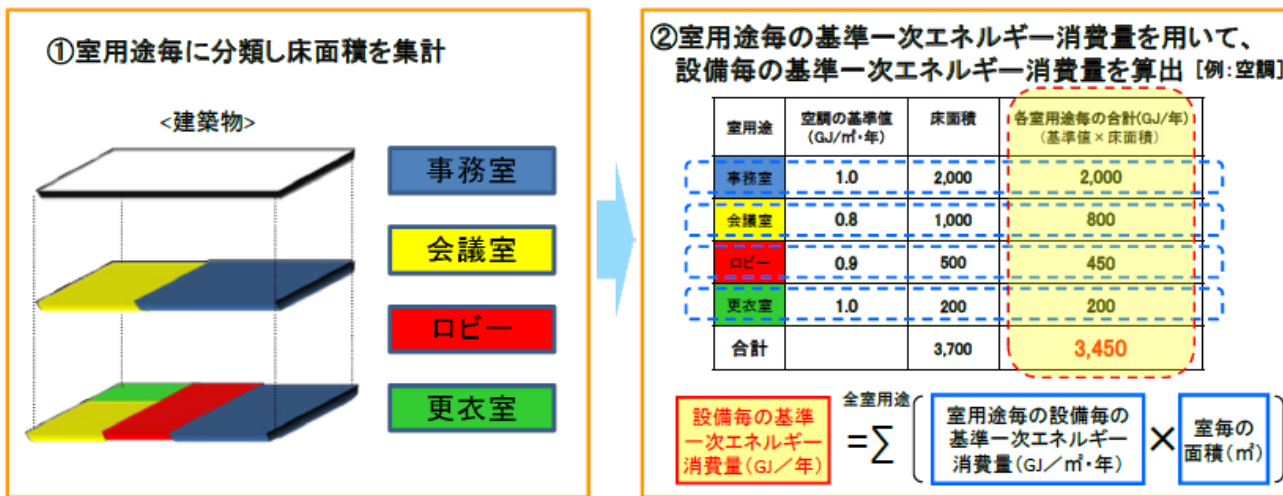 ①室用途毎に分類し床面積を集計
<建築物>
事務室
会議室
ロビー
更衣室
②室用途毎の基準一次エネルギー消費量を用いて、
設備毎の基準一次エネルギー消費量を算出 [例:空調]
室用途 空調の基準値 床面積 各室用途毎の合計(GJ/年)
(GJ/㎡・年) (基準値×床面積)
事務室 1.0 2,000 2,000
会議室 0.8 1,000 800
ロビー 0.9 500 450
更衣室 1.0 200 200
合計 3,700 3,450
設備毎の基準
一次エネルギー
消費量(GJ/年)
=∑
全室用途
室用途毎の設備毎の
基準一次エネルギー
消費量(GJ/㎡・年)
×
室毎の
面積(㎡)